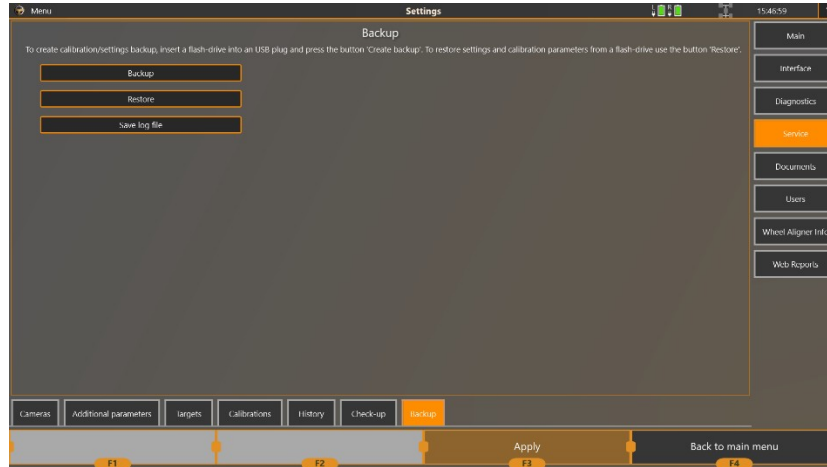 Menu
Settings
L R
15:46:59
Backup
To create calibration/settings backup, insert a flash-drive into an USB plug and press the button 'Create backup'. To restore settings and calibration parameters from a flash-drive use the button 'Restore'.
Backup
Restore
Save log file
Main
Interface
Diagnostics
Service
Documents
Users
Wheel Aligner Info
Web Reports
Cameras Additional parameters Targets Calibrations History Check-up Backup
Apply Back to main menu
F1 F2 F3 F4